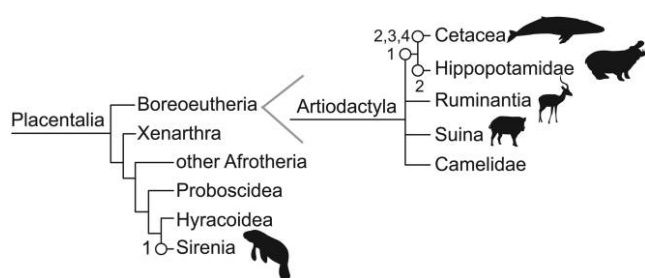 2,3,4
Cetacea
1
Hippopotamidae
2
Boreoeutheria
Artiodactyla
Ruminantia
Placentalia
Xenarthra
Suina
other Afrotheria
Camelidae
Proboscidea
Hyracoidea
1
Sirenia